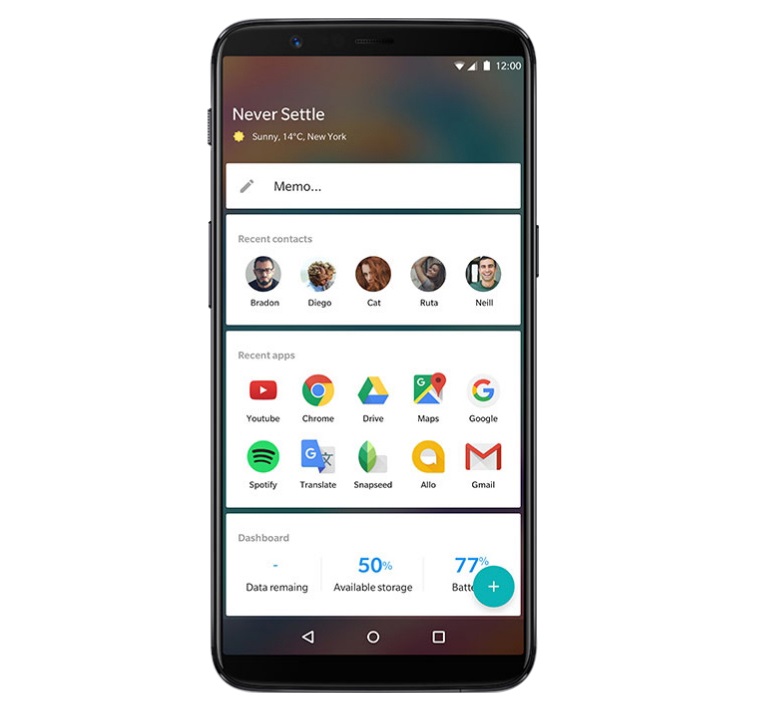 12:00
Never Settle
Sunny, 14°C, New York
Memo...
Recent contacts
Bradon Diego Cat Ruta Neill
Recent apps
Youtube Chrome Drive Maps Google
G
G 文
Spotify Translate Snapseed Allo Gmail
Dashboard
- 50% 77%
Data remaing Available storage Batte